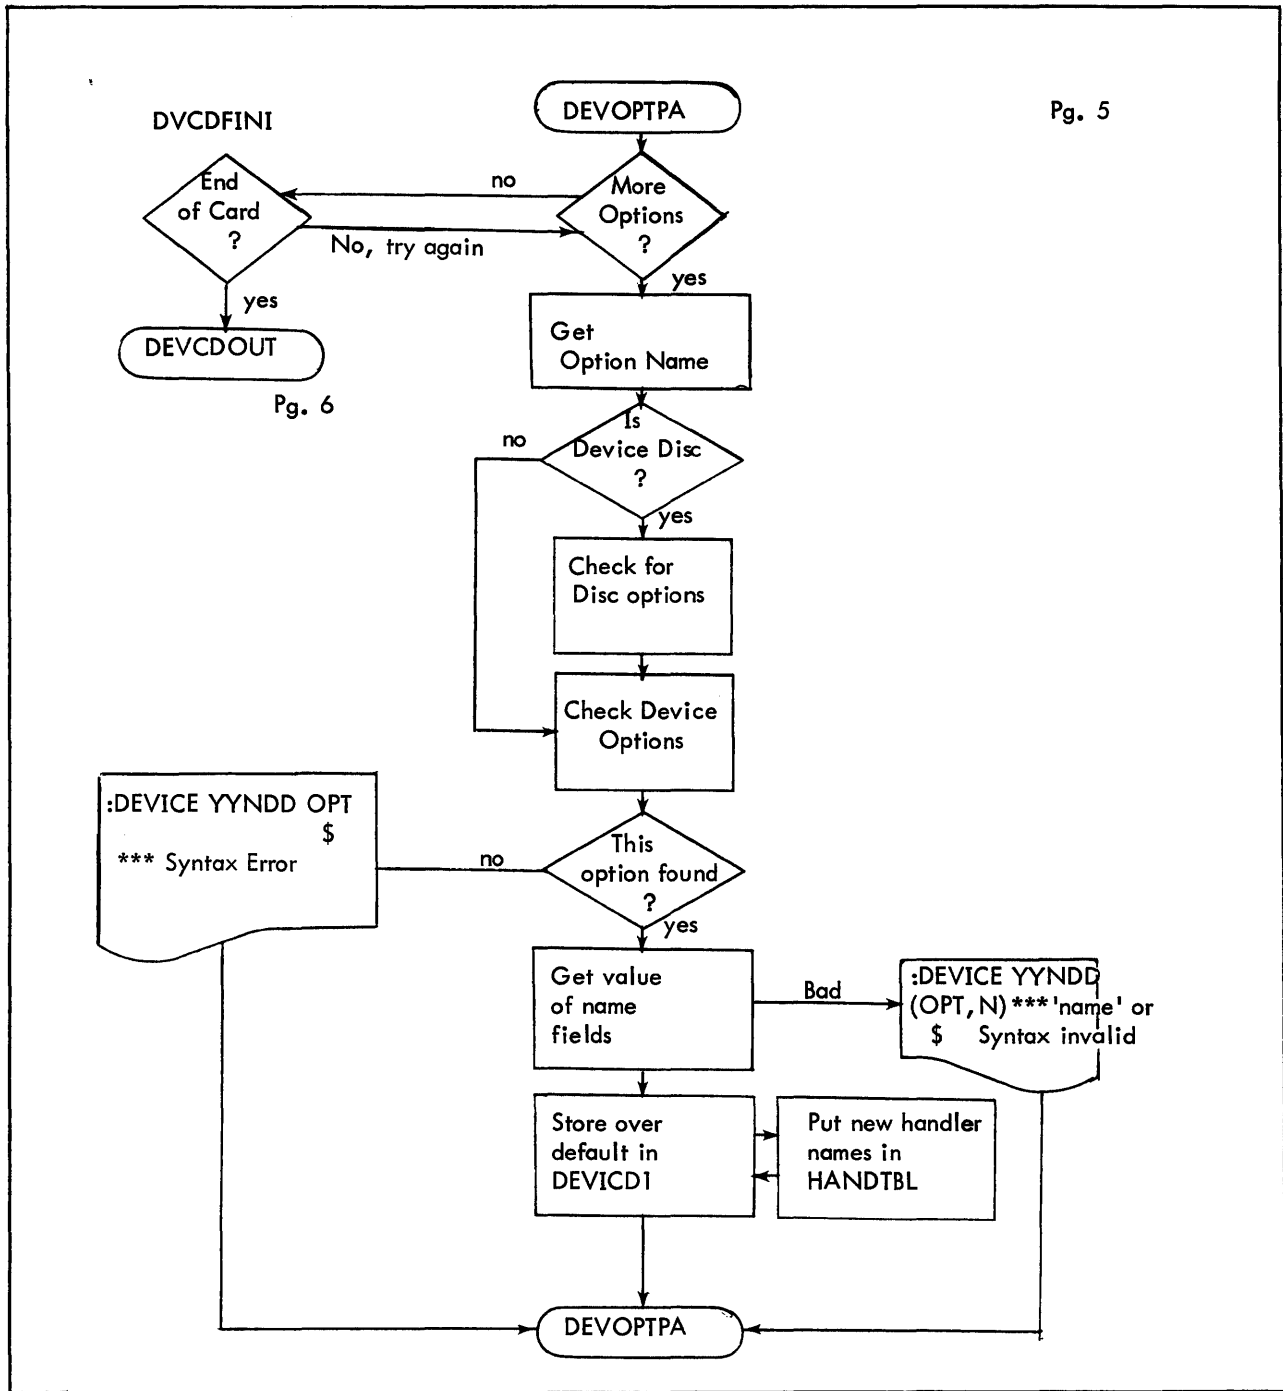 DEVOPTPA
Pg. 5
DVCDFINI
End
of Card
?
no
More
Options
?
No, try again
yes
yes
DEVCDOUT
Pg. 6
Get
Option Name
Is
Device Disc
?
no
yes
Check for
Disc options
Check Device
Options
:DEVICE YYNDD OPT
$
*** Syntax Error
no
This
option found
?
yes
Get value
of name
fields
Bad
:DEVICE YYNDD
(OPT, N) ***'name' or
$ Syntax invalid
Store over
default in
DEVICD1
Put new handler
names in
HANDTBL
DEVOPTPA